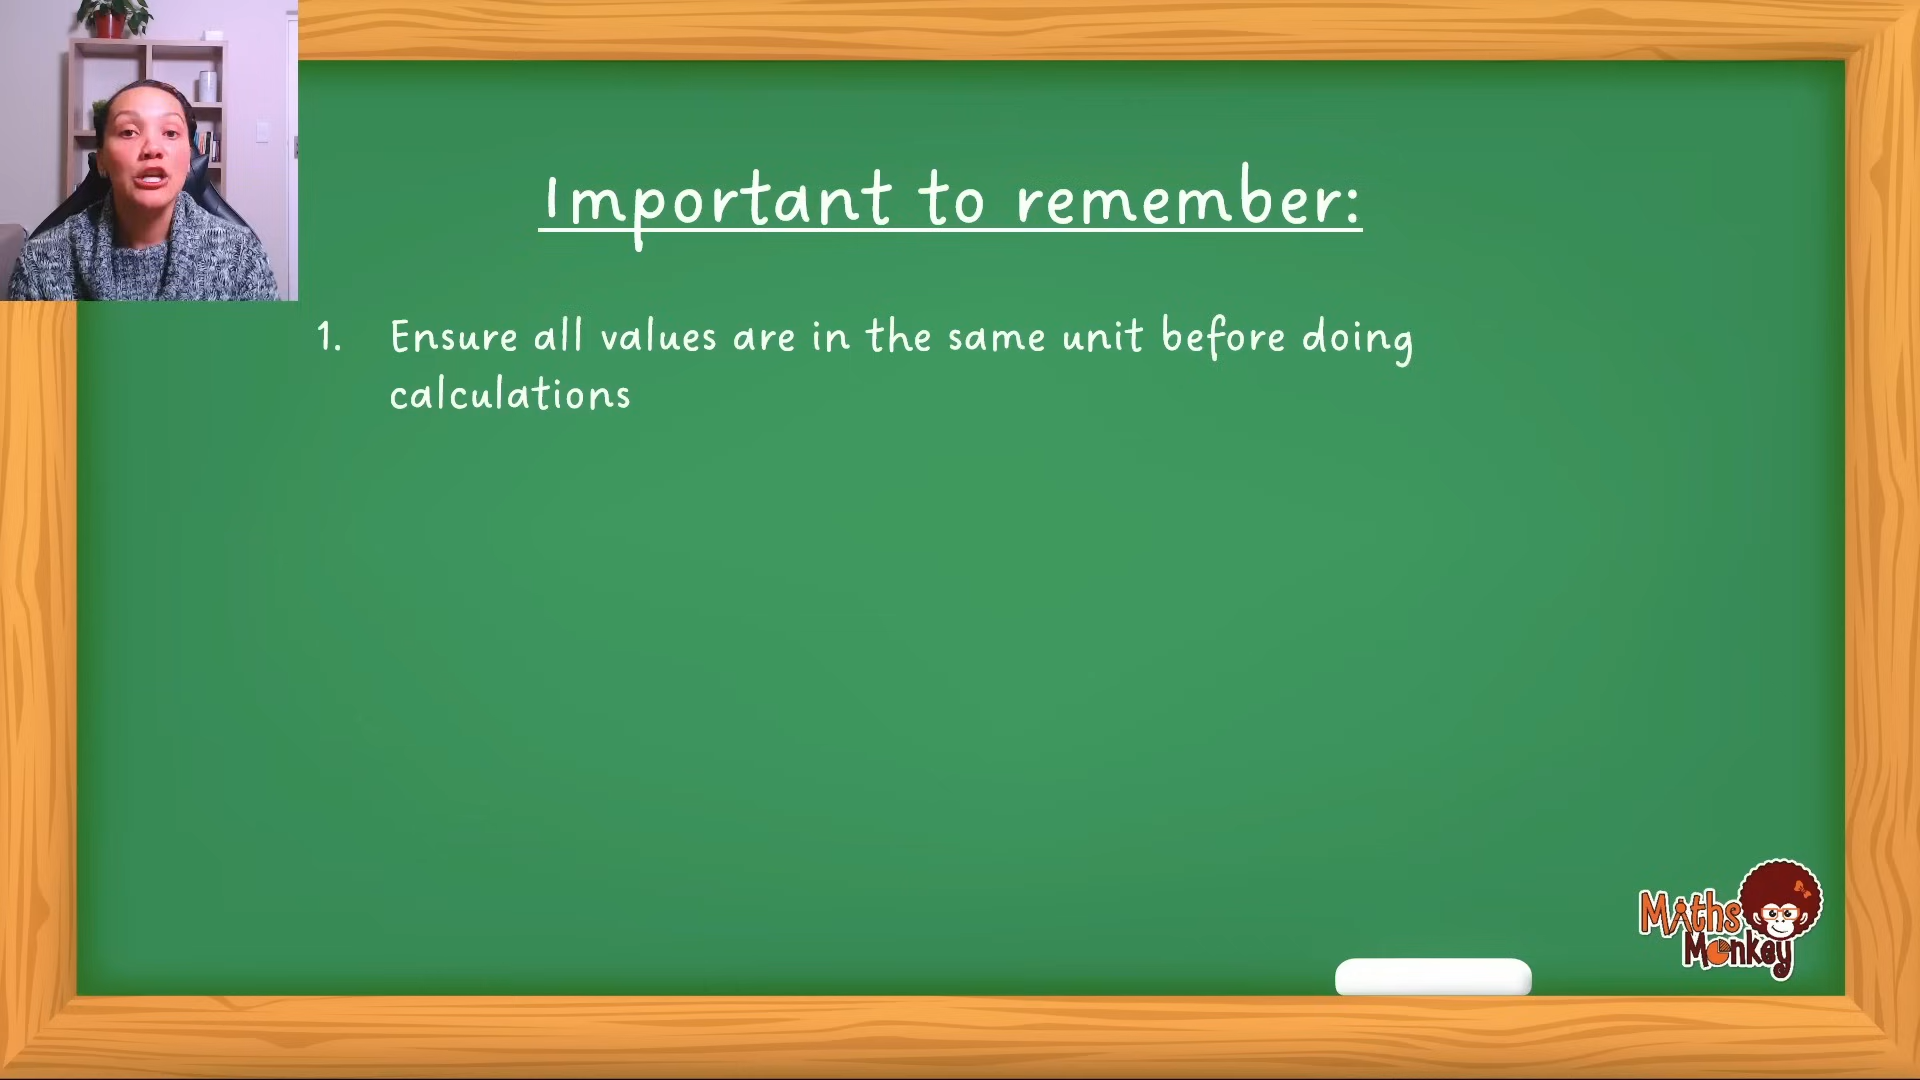 Important to remember:
1. Ensure all values are in the same unit before doing
calculations
Maths
Monkey